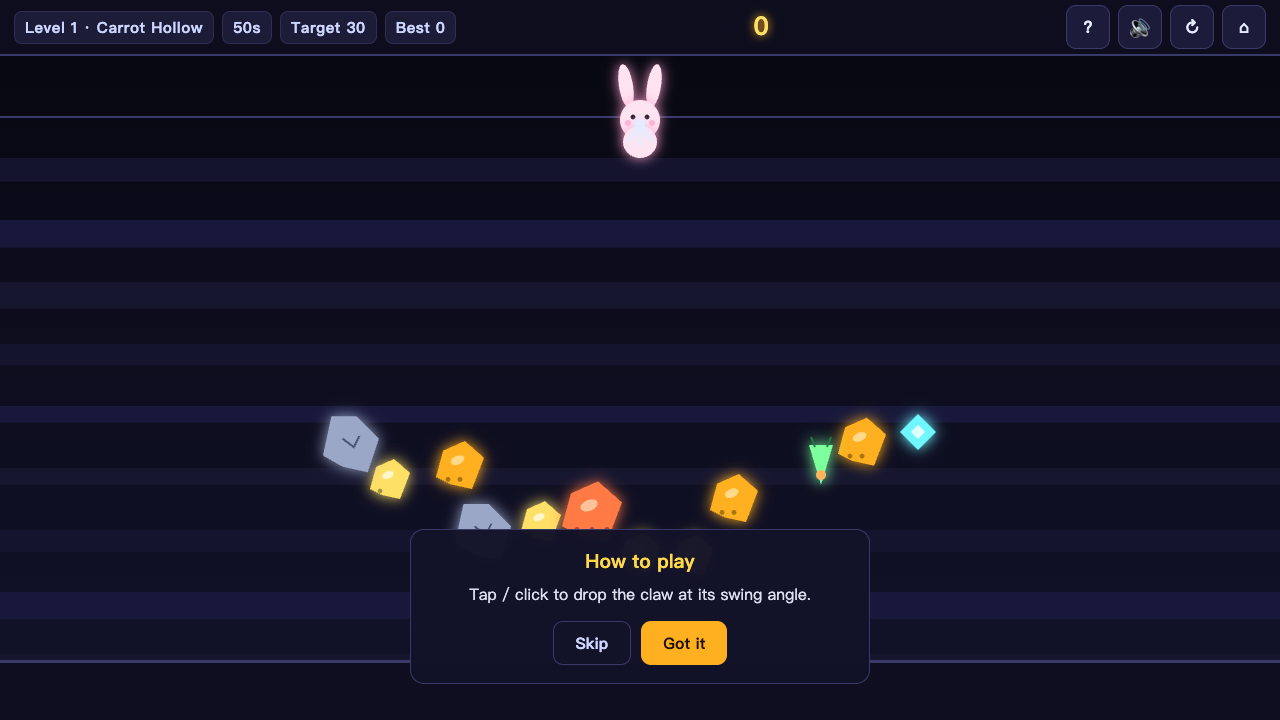 Level 1 · Carrot Hollow
50s
Target 30
Best 0
0
?
How to play
Tap / click to drop the claw at its swing angle.
Skip
Got it